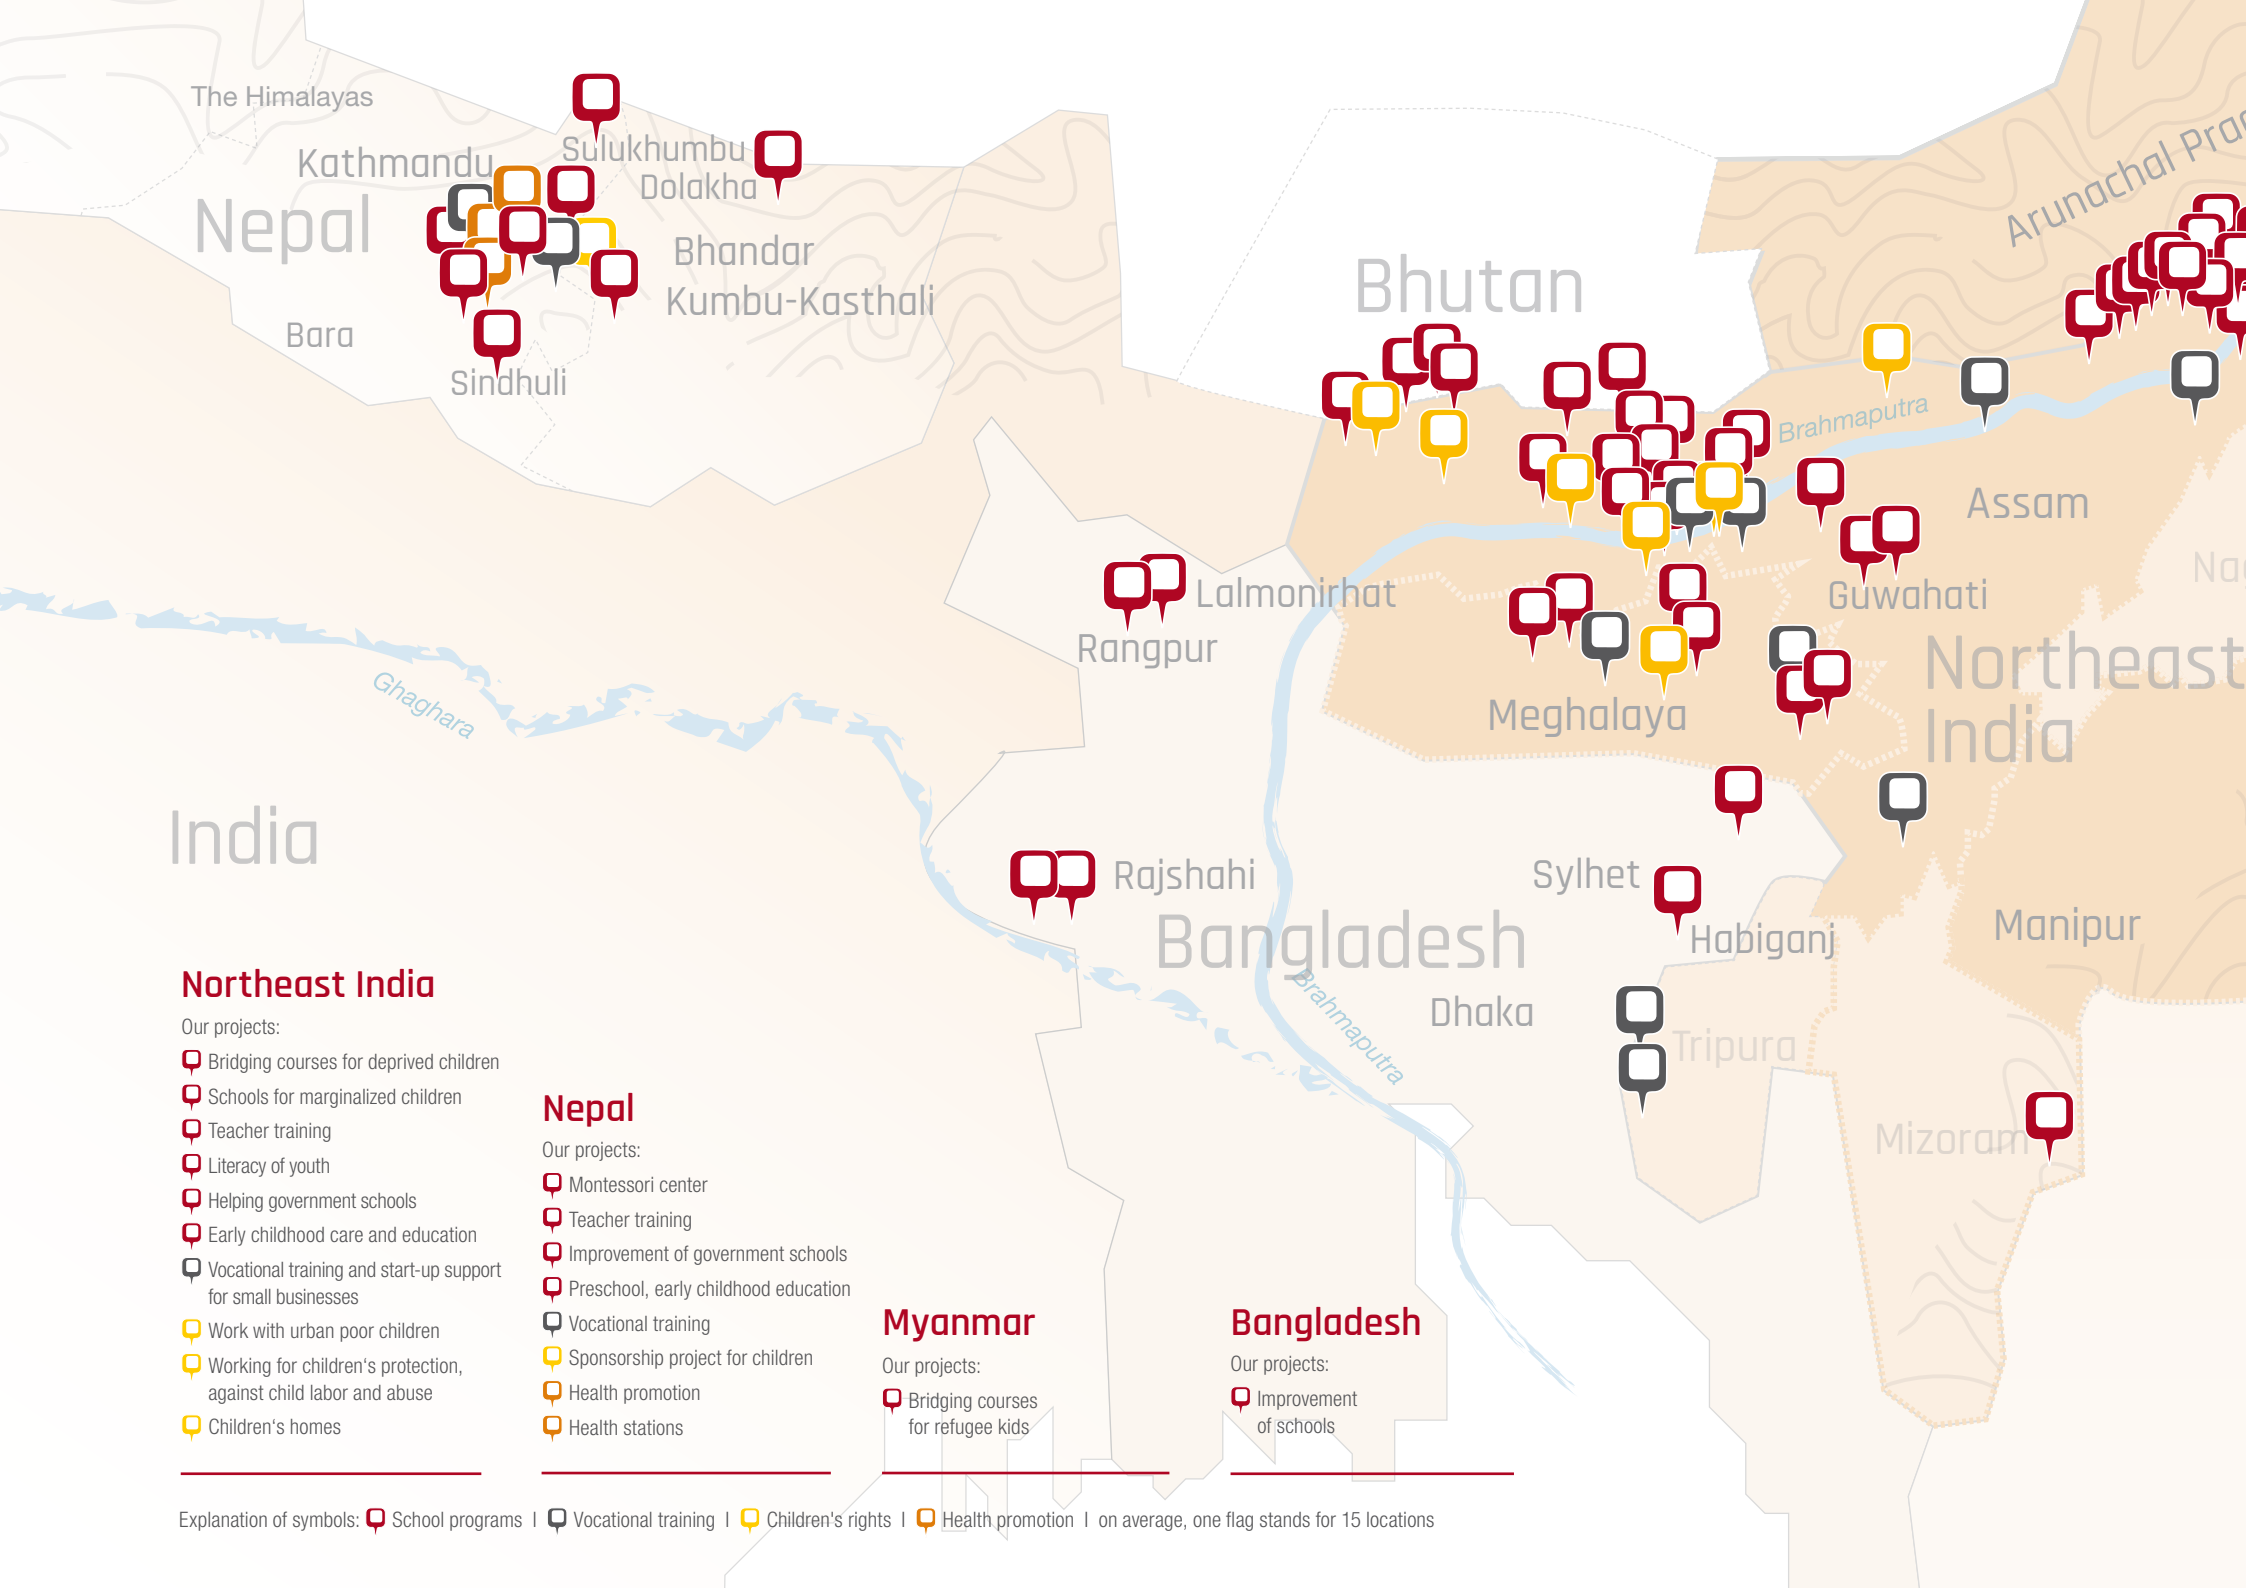 The Himalayas
Kathmandu
Sulukhumbu
Dolakha
Nepal
Bhandar
Kumbu-Kasthali
Bara
Sindhuli
Bhutan
Arunachal
Brahmaputra
Assam
Lalmonirhat
Guwahati
Rangpur
Northeast
India
Meghalaya
Ghaghara
India
Rajshahi
Sylhet
Bangladesh
Habiganj
Manipur
Dhaka
Brahmaputra
Tripura
Mizoram
Northeast India
Our projects:
Bridging courses for deprived children
Schools for marginalized children
Teacher training
Literacy of youth
Helping government schools
Early childhood care and education
Vocational training and start-up support
for small businesses
Work with urban poor children
Working for children's protection,
against child labor and abuse
Children's homes
Nepal
Our projects:
Montessori center
Teacher training
Improvement of government schools
Preschool, early childhood education
Vocational training
Sponsorship project for children
Health promotion
Health stations
Myanmar
Our projects:
Bridging courses
for refugee kids
Bangladesh
Our projects:
Improvement
of schools
Explanation of symbols: School programs I Vocational training I Children's rights I Health promotion I on average, one flag stands for 15 locations